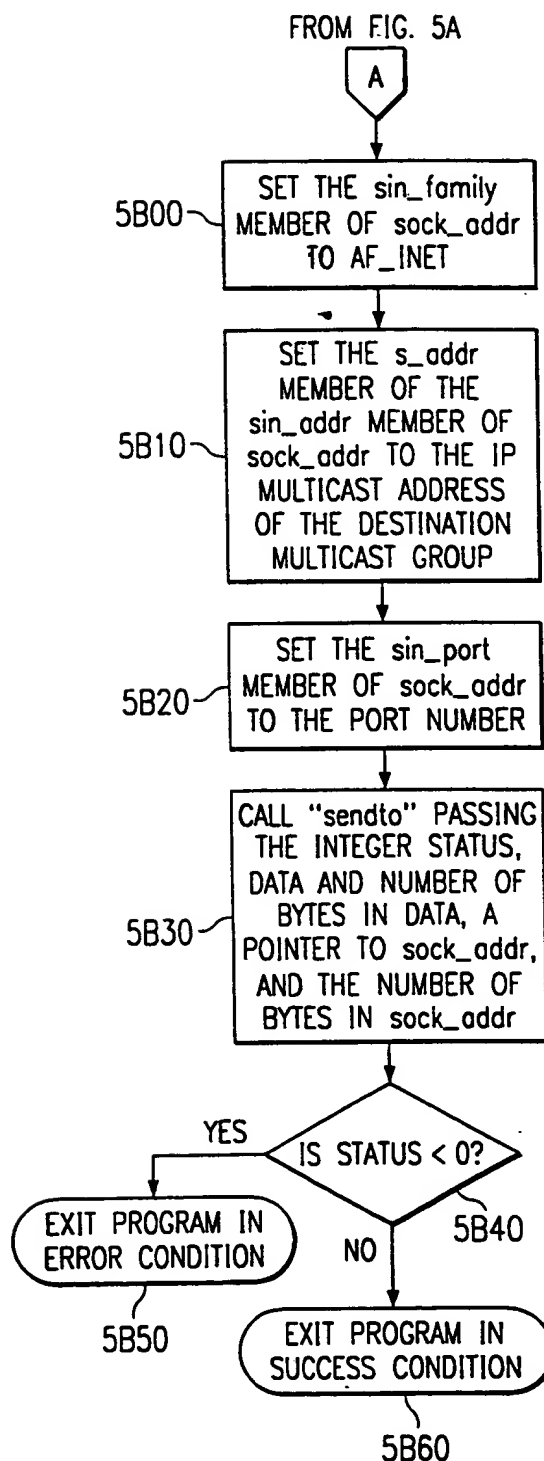 FROM FIG. 5A
A
5B00
SET THE sin_family
MEMBER OF sock_addr
TO AF_INET
5B10
SET THE s_addr
MEMBER OF THE
sin_addr MEMBER OF
sock_addr TO THE IP
MULTICAST ADDRESS
OF THE DESTINATION
MULTICAST GROUP
5B20
SET THE sin_port
MEMBER OF sock_addr
TO THE PORT NUMBER
5B30
CALL "sendto" PASSING
THE INTEGER STATUS,
DATA AND NUMBER OF
BYTES IN DATA, A
POINTER TO sock_addr,
AND THE NUMBER OF
BYTES IN sock_addr
YES
IS STATUS < 0?
5B40
NO
EXIT PROGRAM IN
ERROR CONDITION
5B50
EXIT PROGRAM IN
SUCCESS CONDITION
5B60